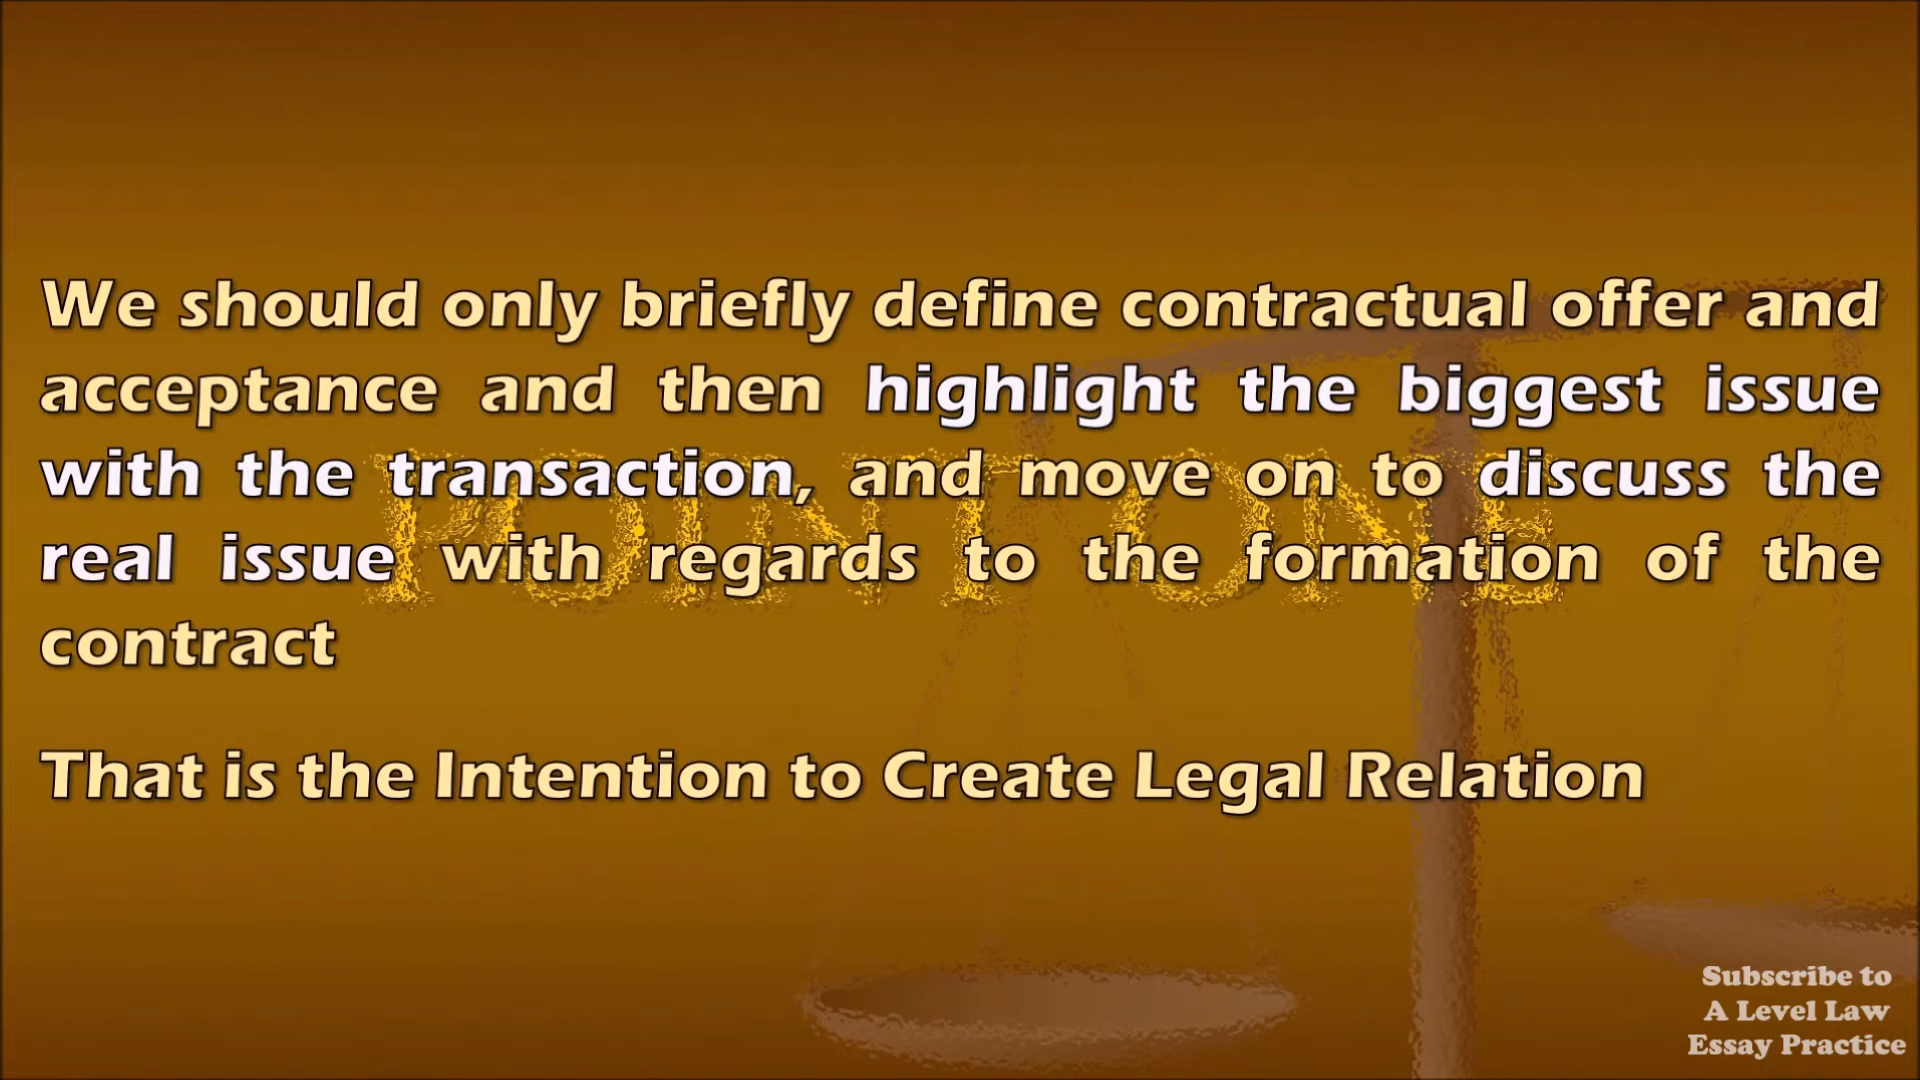 We should only briefly define contractual offer and
acceptance and then highlight the biggest issue
with the transaction, and move on to discuss the
real issue with regards to the formation of the
contract
POINT ONE
That is the Intention to Create Legal Relation
Subscribe to
A Level Law
Essay Practice